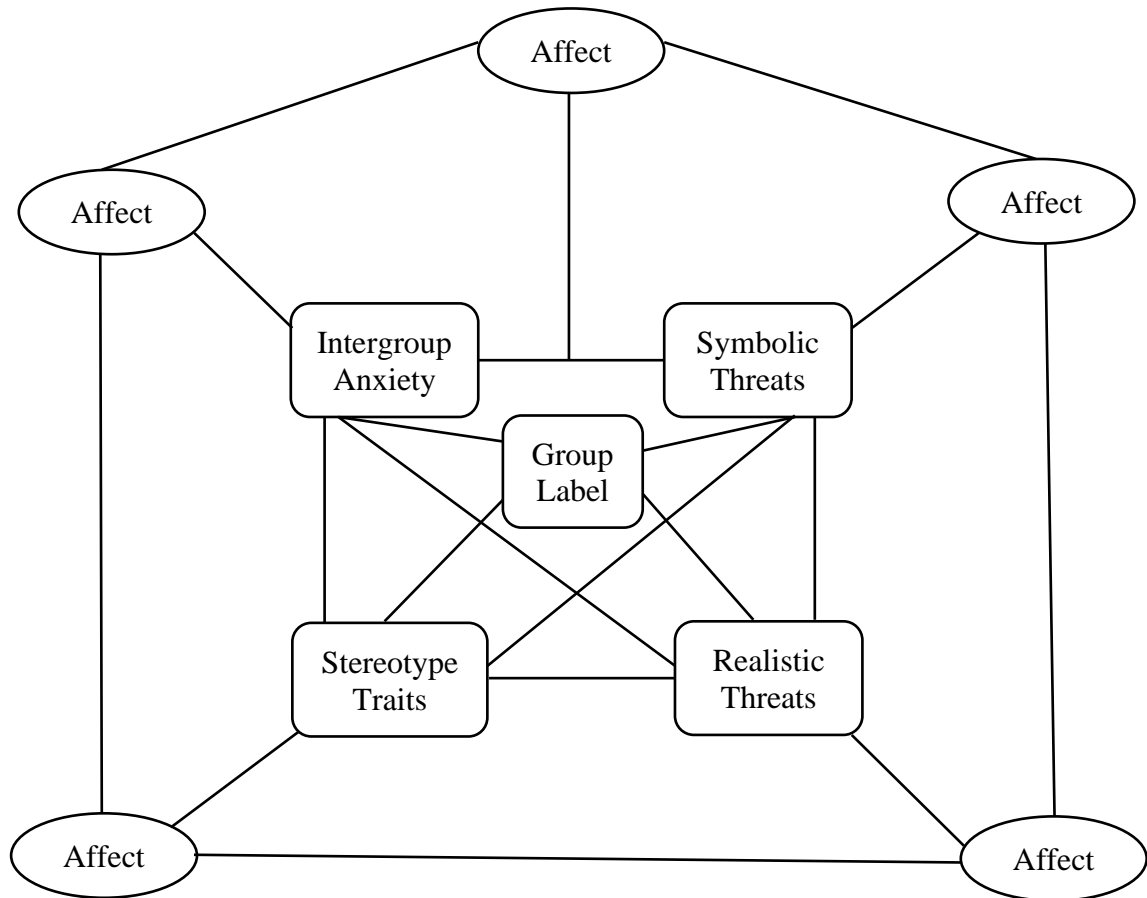 Affect
Affect
Affect
Intergroup
Anxiety
Symbolic
Threats
Group
Label
Stereotype
Traits
Realistic
Threats
Affect
Affect